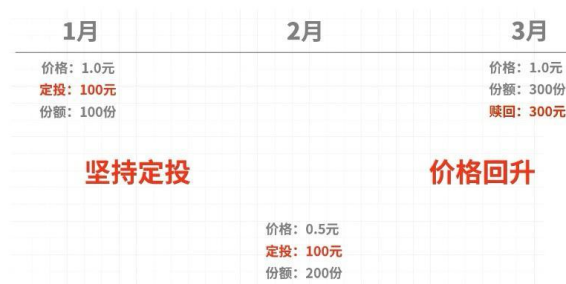 1月
2月
3月
价格：1.0元
定投：100元
份额：100份
价格：1.0元
份额：300份
赎回：300元
坚持定投
价格回升
价格：0.5元
定投：100元
份额：200份